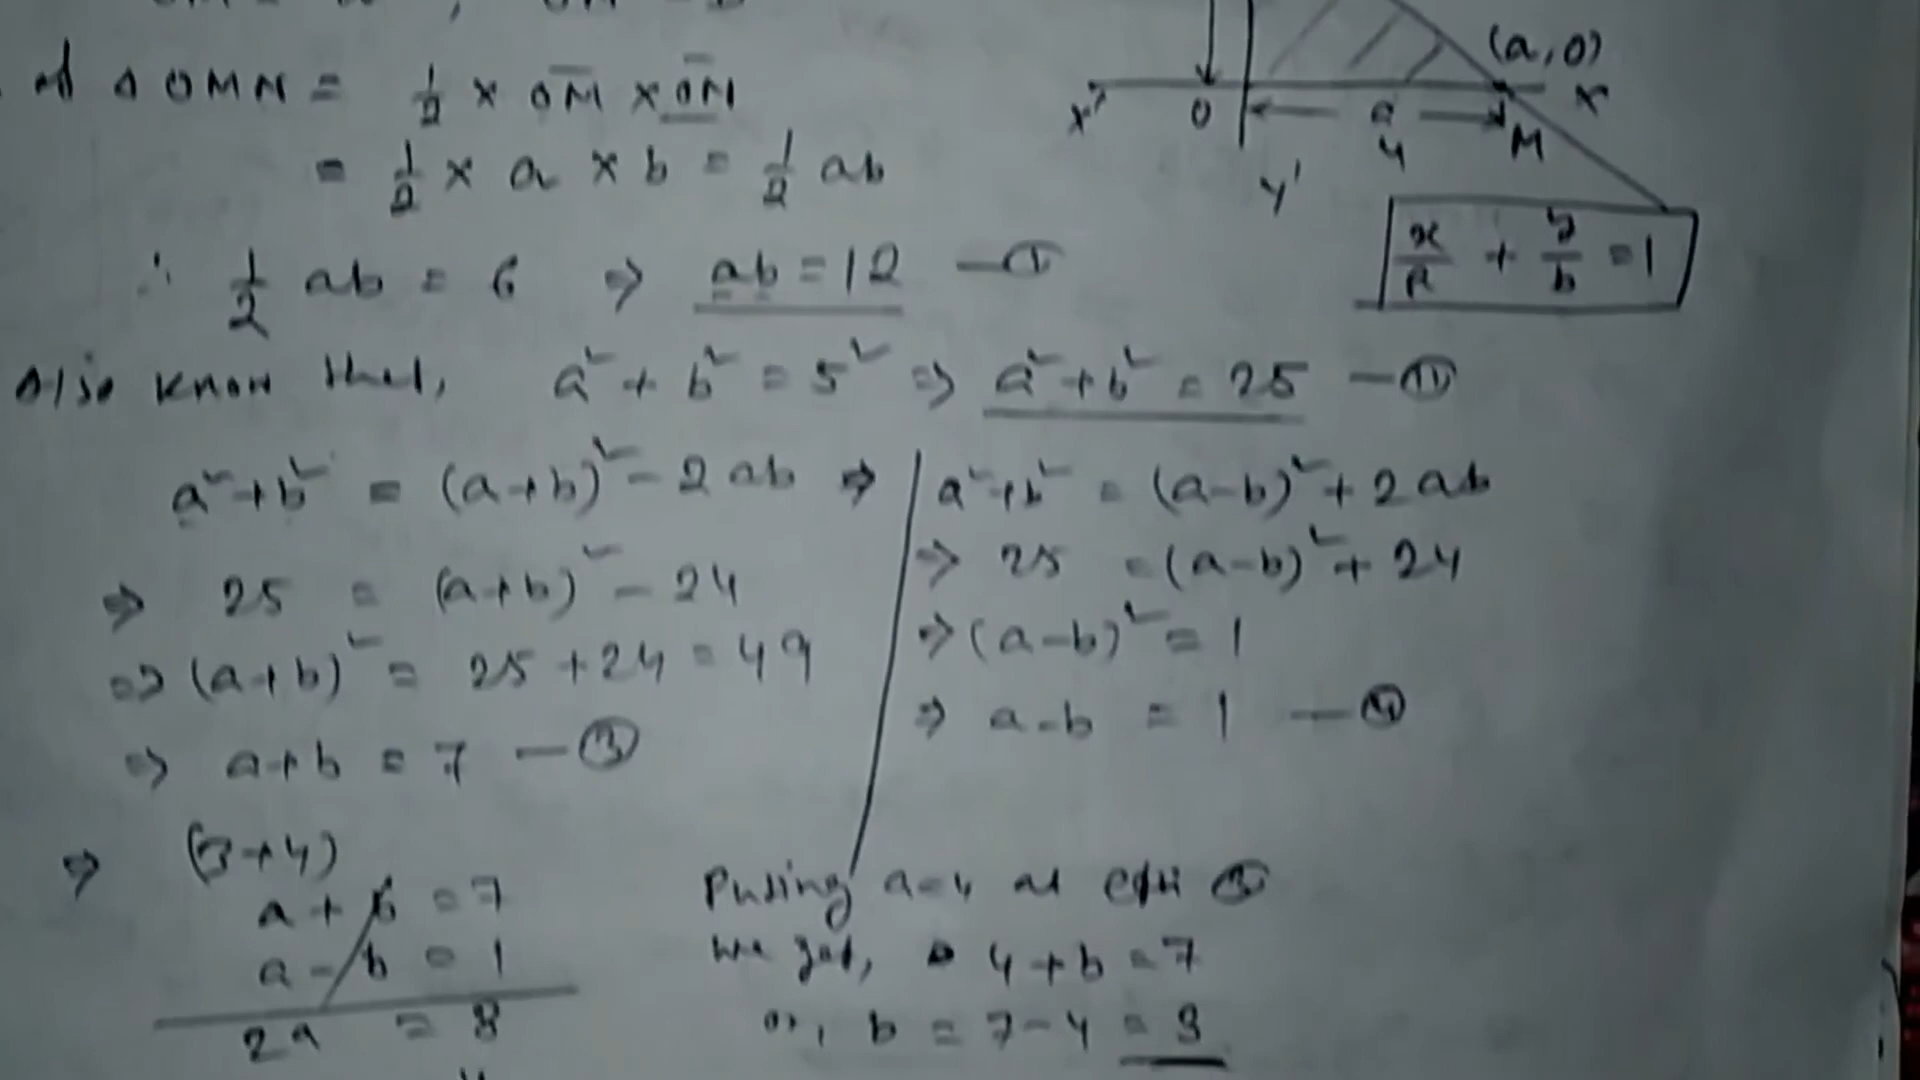 Δ OMN = 1/2 × OM × ON
= 1/2 × a × b = 1/2 ab
∴ 1/2 ab = 6 ⇒ ab = 12 — ①
Also know that, a² + b² = 5² ⇒ a² + b² = 25 — ⑪
a² + b² = (a+b)² - 2ab ⇒
⇒ 25 = (a+b)² - 24
⇒ (a+b)² = 25 + 24 = 49
⇒ a+b = 7 — ③
a² + b² = (a-b)² + 2ab
⇒ 25 = (a-b)² + 24
⇒ (a-b)² = 1
⇒ a-b = 1 — ④
⇒ (3+4)
a + b = 7
a - b = 1
2a = 8
Puting a=4 at eqn ③
we get, 4 + b = 7
or, b = 7 - 4 = 3
(a, 0)
X' O a M X
4
Y'
x/a + y/b = 1